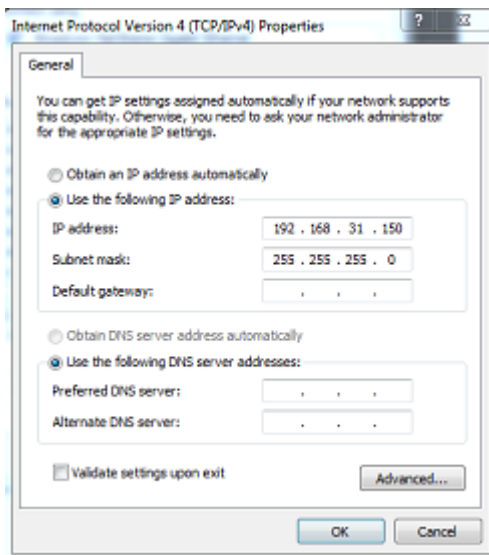 Internet Protocol Version 4 (TCP/IPv4) Properties
General
You can get IP settings assigned automatically if your network supports
this capability. Otherwise, you need to ask your network administrator
for the appropriate IP settings.
Obtain an IP address automatically
Use the following IP address:
IP address: 192 . 168 . 31 . 150
Subnet mask: 255 . 255 . 255 . 0
Default gateway: . . .
Obtain DNS server address automatically
Use the following DNS server addresses:
Preferred DNS server: . . .
Alternate DNS server: . . .
Validate settings upon exit
Advanced...
OK Cancel